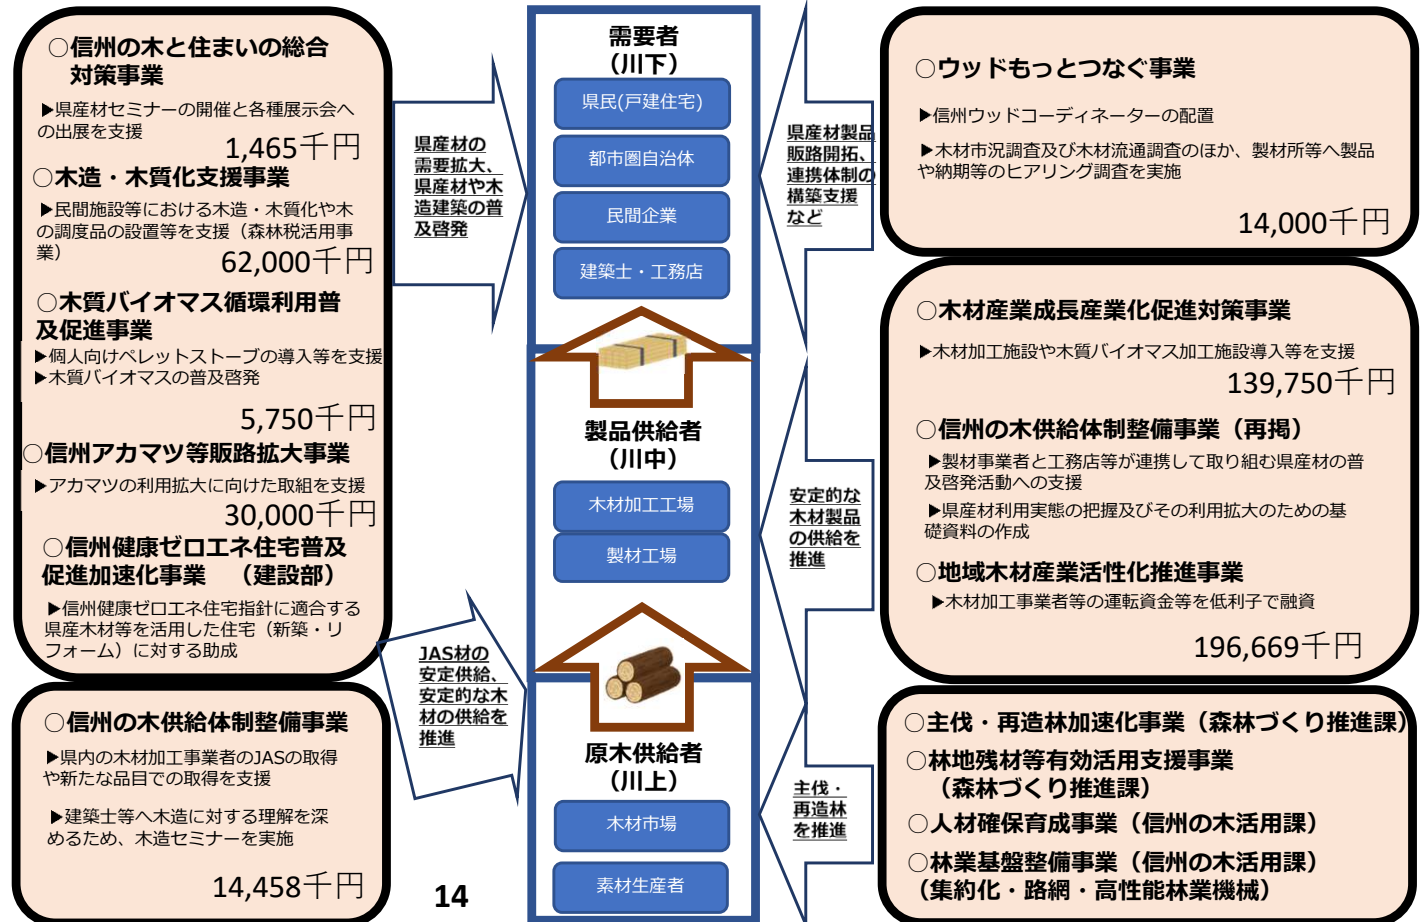 ○信州の木と住まいの総合
対策事業
▶県産材セミナーの開催と各種展示会へ
の出展を支援
1,465千円
○木造・木質化支援事業
▶民間施設等における木造・木質化や木
の調度品の設置等を支援（森林税活用事
業）
62,000千円
○木質バイオマス循環利用普
及促進事業
▶個人向けペレットストーブの導入等を支援
▶木質バイオマスの普及啓発
5,750千円
○信州アカマツ等販路拡大事業
▶アカマツの利用拡大に向けた取組を支援
30,000千円
○信州健康ゼロエネ住宅普及
促進加速化事業　（建設部）
▶信州健康ゼロエネ住宅指針に適合する
県産木材等を活用した住宅（新築・リ
フォーム）に対する助成
○信州の木供給体制整備事業
▶県内の木材加工事業者のJASの取得
や新たな品目での取得を支援
▶建築士等へ木造に対する理解を深
めるため、木造セミナーを実施
14,458千円
県産材の
需要拡大、
県産材や木
造建築の普
及啓発
JAS材の
安定供給、
安定的な木
材の供給を
推進
需要者
（川下）
県民(戸建住宅)
都市圏自治体
民間企業
建築士・工務店
製品供給者
（川中）
木材加工工場
製材工場
原木供給者
（川上）
木材市場
素材生産者
県産材製品
販路開拓、
連携体制の
構築支援
など
安定的な
木材製品
の供給を
推進
主伐・
再造林
を推進
○ウッドもっとつなぐ事業
▶信州ウッドコーディネーターの配置
▶木材市況調査及び木材流通調査のほか、製材所等へ製品
や納期等のヒアリング調査を実施
14,000千円
○木材産業成長産業化促進対策事業
▶木材加工施設や木質バイオマス加工施設導入等を支援
139,750千円
○信州の木供給体制整備事業（再掲）
▶製材事業者と工務店等が連携して取り組む県産材の普
及啓発活動への支援
▶県産材利用実態の把握及びその利用拡大のための基
礎資料の作成
○地域木材産業活性化推進事業
▶木材加工事業者等の運転資金等を低利子で融資
196,669千円
○主伐・再造林加速化事業（森林づくり推進課）
○林地残材等有効活用支援事業
（森林づくり推進課）
○人材確保育成事業（信州の木活用課）
○林業基盤整備事業（信州の木活用課）
（集約化・路網・高性能林業機械）
14